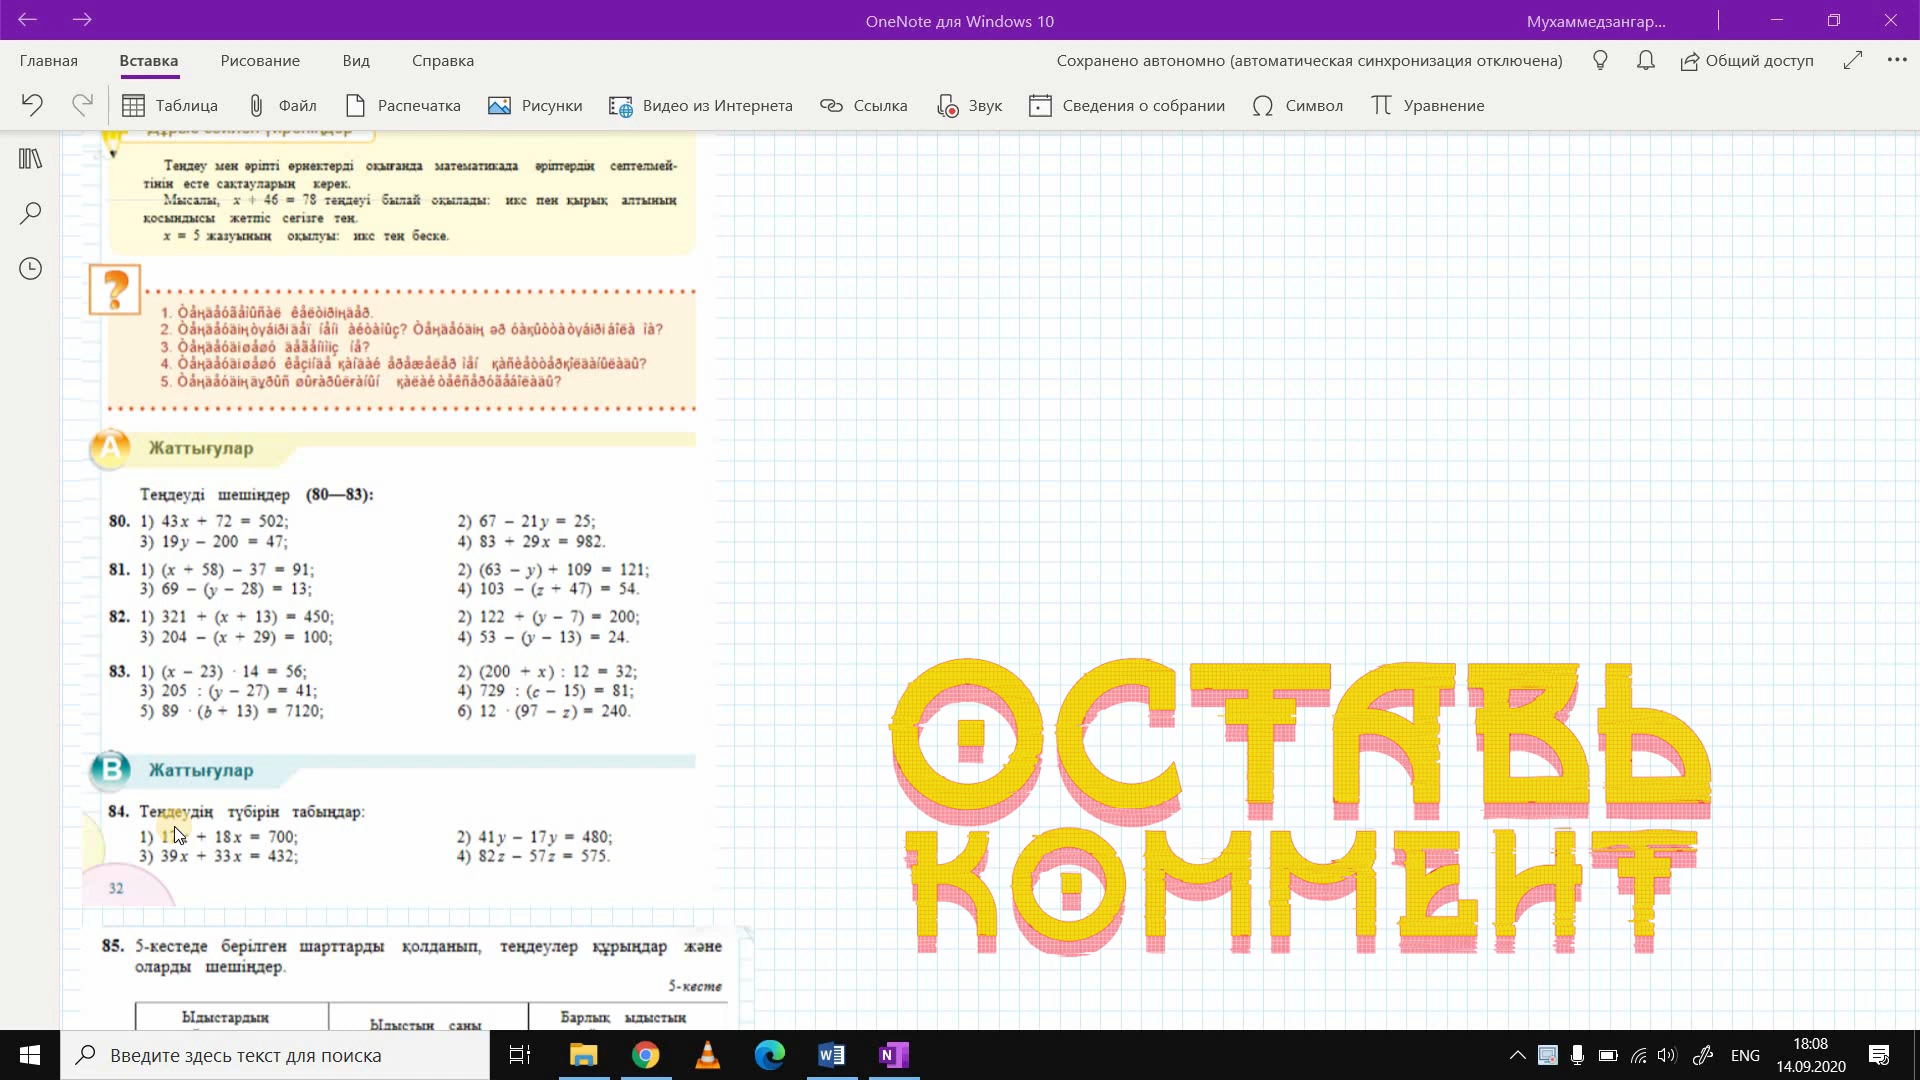 OneNote для Windows 10
Мухаммедзангар...
Главная Вставка Рисование Вид Справка
Сохранено автономно (автоматическая синхронизация отключена) Общий доступ
Таблица Файл Распечатка Рисунки Видео из Интернета Ссылка Звук Сведения о собрании Символ Уравнение
Теңдеу мен әріпті өрнектерді оқығанда математикада әріптердің септелмей-
тінін есте сақтауларың керек.
Мысалы, x + 46 = 78 теңдеуі былай оқылады: икс пен қырық алтының
қосындысы жетпіс сегізге тең.
x = 5 жазуының оқылуы: икс тең беске.
?
A Жаттығулар
Теңдеуді шешіңдер (80—83):
80. 1) 43x + 72 = 502; 2) 67 − 21y = 25;
3) 19y − 200 = 47; 4) 83 + 29x = 982.
81. 1) (x + 58) − 37 = 91; 2) (63 − y) + 109 = 121;
3) 69 − (y − 28) = 13; 4) 103 − (z + 47) = 54.
82. 1) 321 + (x + 13) = 450; 2) 122 + (y − 7) = 200;
3) 204 − (x + 29) = 100; 4) 53 − (y − 13) = 24.
83. 1) (x − 23) · 14 = 56; 2) (200 + x) : 12 = 32;
3) 205 : (y − 27) = 41; 4) 729 : (c − 15) = 81;
5) 89 · (b + 13) = 7120; 6) 12 · (97 − z) = 240.
B Жаттығулар
84. Теңдеудің түбірін табыңдар:
1) + 18x = 700; 2) 41y − 17y = 480;
3) 39x + 33x = 432; 4) 82z − 57z = 575.
32
85. 5-кестеде берілген шарттарды қолданып, теңдеулер құрыңдар және
оларды шешіңдер.
5-кесте
Ыдыстардың Ыдыстың саны Барлық ыдыстың
ОСТАВЬ
КОММЕНТ
Введите здесь текст для поиска
ENG
18:08
14.09.2020